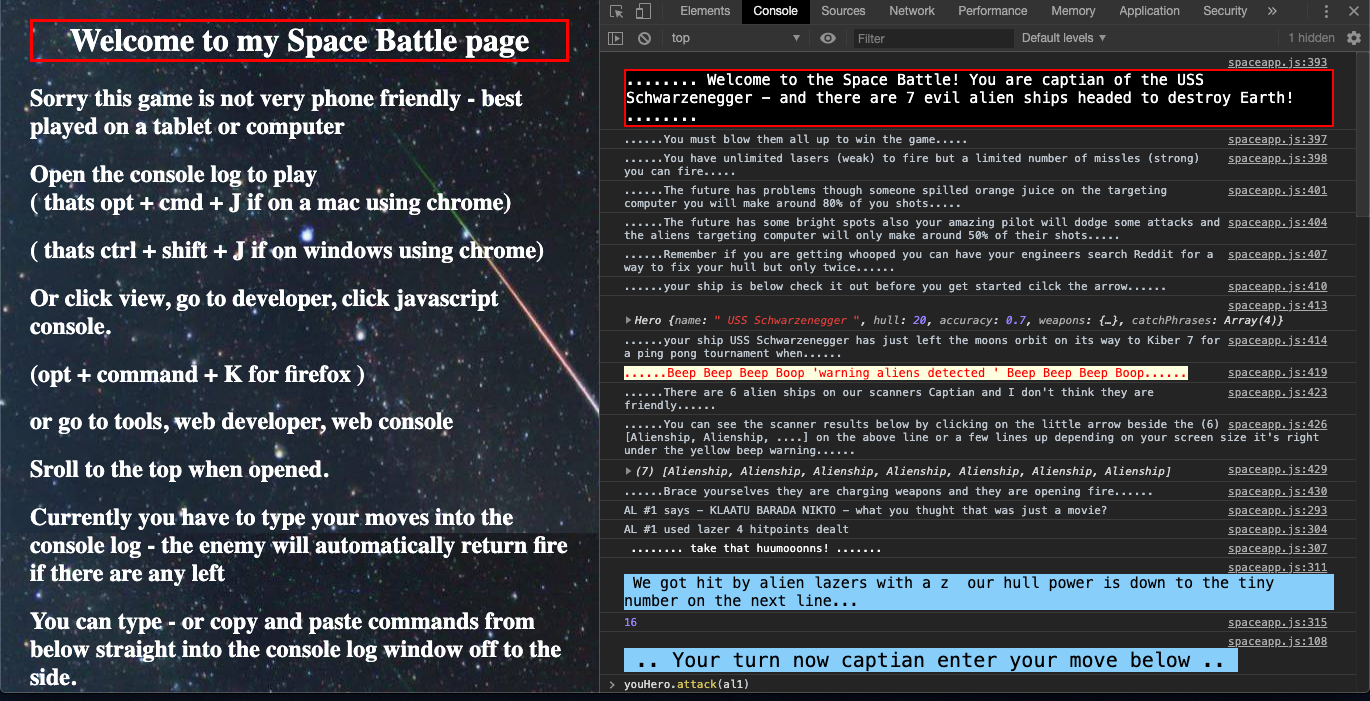 Welcome to my Space Battle page
Sorry this game is not very phone friendly - best
played on a tablet or computer
Open the console log to play
( thats opt + cmd + J if on a mac using chrome)
( thats ctrl + shift + J if on windows using chrome)
Or click view, go to developer, click javascript
console.
(opt + command + K for firefox )
or go to tools, web developer, web console
Sroll to the top when opened.
Currently you have to type your moves into the
console log - the enemy will automatically return fire
if there are any left
You can type - or copy and paste commands from
below straight into the console log window off to the
side.
Elements Console Sources Network Performance Memory Application Security »
top Filter Default levels 1 hidden
spaceapp.js:393
........ Welcome to the Space Battle! You are captian of the USS
Schwarzenegger – and there are 7 evil alien ships headed to destroy Earth!
........
......You must blow them all up to win the game..... spaceapp.js:397
......You have unlimited lasers (weak) to fire but a limited number of missles (strong) spaceapp.js:398
you can fire.....
......The future has problems though someone spilled orange juice on the targeting spaceapp.js:401
computer you will make around 80% of you shots.....
......The future has some bright spots also your amazing pilot will dodge some attacks and spaceapp.js:404
the aliens targeting computer will only make around 50% of their shots.....
......Remember if you are getting whooped you can have your engineers search Reddit for a spaceapp.js:407
way to fix your hull but only twice......
......your ship is below check it out before you get started cilck the arrow...... spaceapp.js:410
spaceapp.js:413
Hero {name: " USS Schwarzenegger ", hull: 20, accuracy: 0.7, weapons: {…}, catchPhrases: Array(4)}
......your ship USS Schwarzenegger has just left the moons orbit on its way to Kiber 7 for spaceapp.js:414
a ping pong tournament when......
......Beep Beep Beep Boop 'warning aliens detected ' Beep Beep Beep Boop...... spaceapp.js:419
......There are 6 alien ships on our scanners Captian and I don't think they are spaceapp.js:423
friendly......
......You can see the scanner results below by clicking on the little arrow beside the (6) spaceapp.js:426
[Alienship, Alienship, ....] on the above line or a few lines up depending on your screen size it's right
under the yellow beep warning......
(7) [Alienship, Alienship, Alienship, Alienship, Alienship, Alienship, Alienship] spaceapp.js:429
......Brace yourselves they are charging weapons and they are opening fire...... spaceapp.js:430
AL #1 says – KLAATU BARADA NIKTO – what you thught that was just a movie? spaceapp.js:293
AL #1 used lazer 4 hitpoints dealt spaceapp.js:304
........ take that huumooonns! ....... spaceapp.js:307
spaceapp.js:311
We got hit by alien lazers with a z our hull power is down to the tiny
number on the next line...
16 spaceapp.js:315
spaceapp.js:108
.. Your turn now captian enter your move below ..
> youHero.attack(al1)